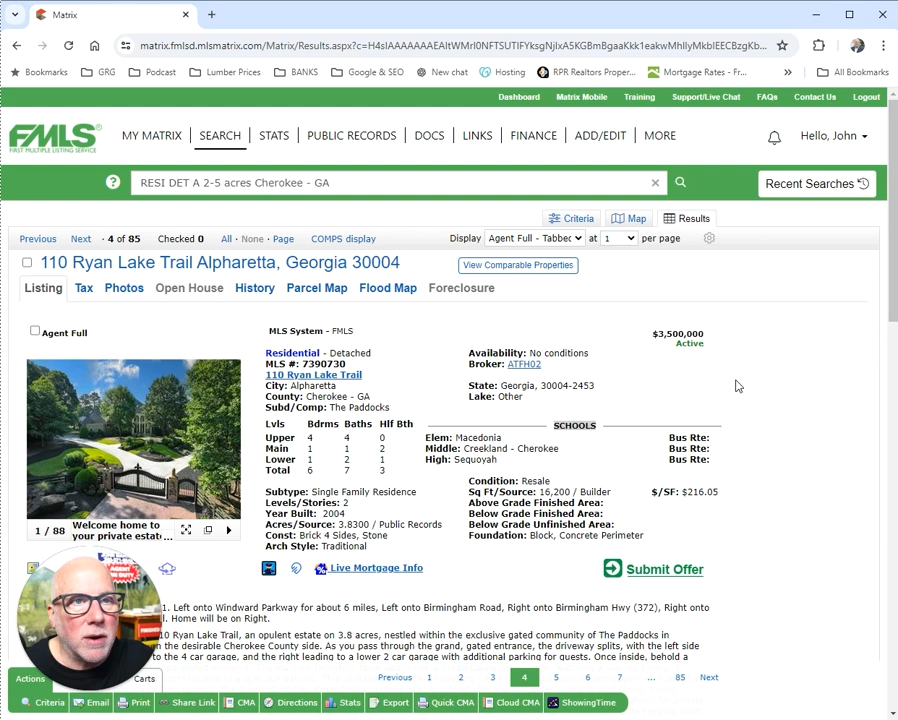 Matrix
matrix.fmlsd.mlsmatrix.com/Matrix/Results.aspx?c=H4sIAAAAAAEAltWMrI0NFTSUTIFYksgNjIxA5KGBmBgaaKkk1eakwMhIlyMkblEECBzgKb...
Bookmarks GRG Podcast Lumber Prices BANKS Google & SEO New chat Hosting RPR Realtors Proper... Mortgage Rates - Fr... » All Bookmarks
Dashboard Matrix Mobile Training Support/Live Chat FAQs Contact Us Logout
FMLS
FIRST MULTIPLE LISTING SERVICE
MY MATRIX SEARCH STATS PUBLIC RECORDS DOCS LINKS FINANCE ADD/EDIT MORE Hello, John
RESI DET A 2-5 acres Cherokee - GA Recent Searches
Criteria Map Results
Previous Next · 4 of 85 Checked 0 All · None · Page COMPS display Display Agent Full - Tabbed at 1 per page
110 Ryan Lake Trail Alpharetta, Georgia 30004 View Comparable Properties
Listing Tax Photos Open House History Parcel Map Flood Map Foreclosure
Agent Full MLS System - FMLS $3,500,000
Active
Residential - Detached Availability: No conditions
MLS #: 7390730 Broker: ATFH02
110 Ryan Lake Trail
City: Alpharetta State: Georgia, 30004-2453
County: Cherokee - GA Lake: Other
Subd/Comp: The Paddocks
Lvls Bdrms Baths Hlf Bth SCHOOLS
Upper 4 4 0 Elem: Macedonia Bus Rte:
Main 1 1 2 Middle: Creekland - Cherokee Bus Rte:
Lower 1 2 1 High: Sequoyah Bus Rte:
Total 6 7 3
Condition: Resale
Subtype: Single Family Residence Sq Ft/Source: 16,200 / Builder $/SF: $216.05
Levels/Stories: 2 Above Grade Finished Area:
Year Built: 2004 Below Grade Finished Area:
Acres/Source: 3.8300 / Public Records Below Grade Unfinished Area:
Const: Brick 4 Sides, Stone Foundation: Block, Concrete Perimeter
Arch Style: Traditional
1 / 88 Welcome home to
your private estat...
Live Mortgage Info Submit Offer
1. Left onto Windward Parkway for about 6 miles, Left onto Birmingham Road, Right onto Birmingham Hwy (372), Right onto
l. Home will be on Right.
10 Ryan Lake Trail, an opulent estate on 3.8 acres, nestled within the exclusive gated community of The Paddocks in
n the desirable Cherokee County side. As you pass through the grand, gated entrance, the driveway splits, with the left
to the 4 car garage, and the right leading to a lower 2 car garage with additional parking for guests. Once inside, behold a
Actions Carts Previous 1 2 3 4 5 6 7 ... 85 Next
Criteria Email Print Share Link CMA Directions Stats Export Quick CMA Cloud CMA ShowingTime